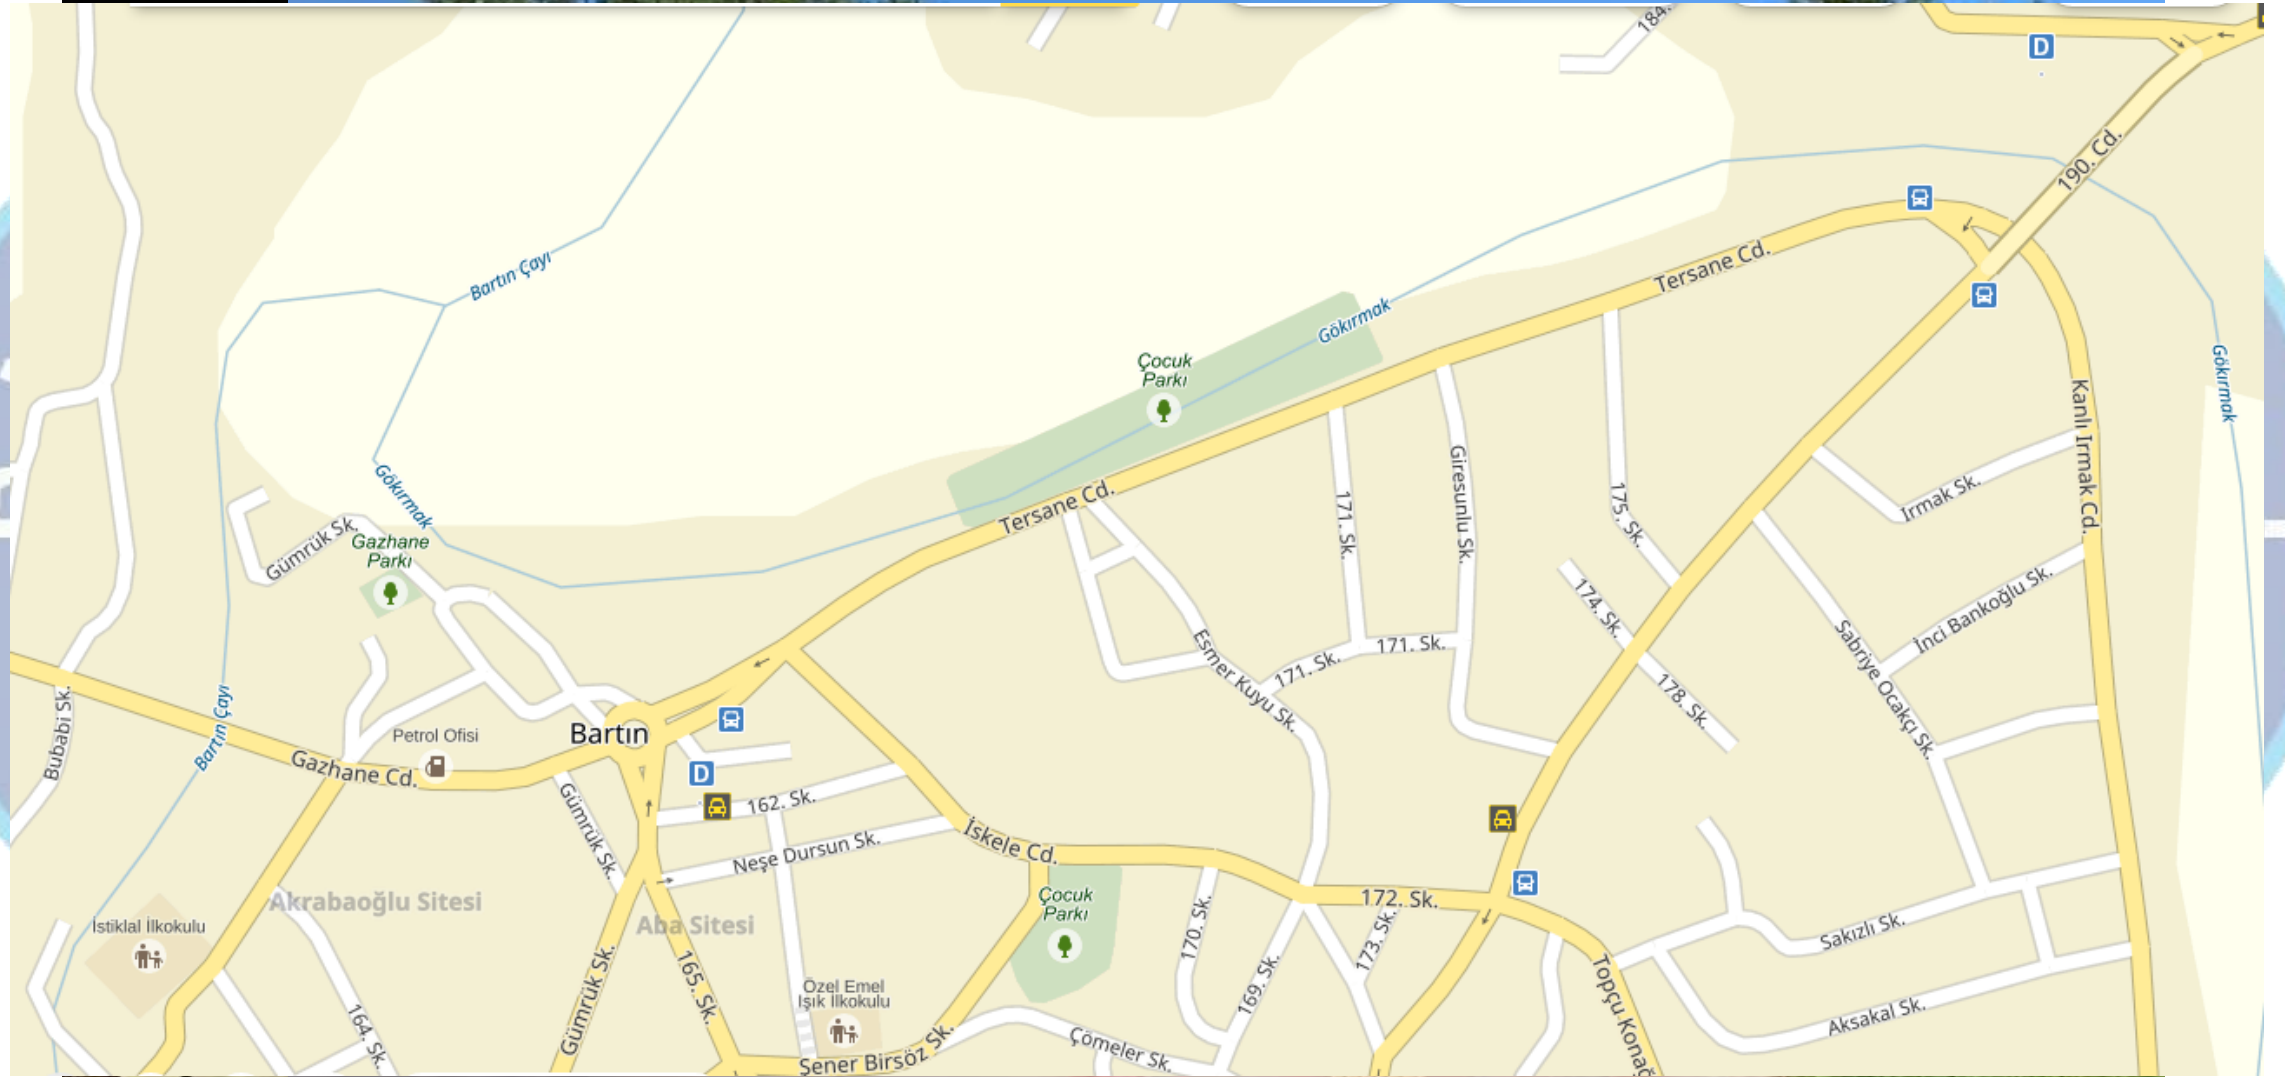 184.
D
190. Cd.
Bartın Çayı
Tersane Cd.
Gökırmak
Gökırmak
Çocuk
Parkı
Kanlı Irmak Cd.
Giresunlu Sk.
Gökırmak
171. Sk.
175. Sk.
Irmak Sk.
Tersane Cd.
Gümrük Sk.
Gazhane
Parkı
174. Sk.
İnci Bankoğlu Sk.
Esmer Kuyu Sk.
171. Sk.
171. Sk.
Sabriye Ocakçı Sk.
178. Sk.
Bubabi Sk.
Bartın Çayı
Petrol Ofisi
Bartın
Gazhane Cd.
D
162. Sk.
Gümrük Sk.
Neşe Dursun Sk.
İskele Cd.
Akrabaoğlu Sitesi
Çocuk
Parkı
172. Sk.
İstiklal İlkokulu
Aba Sitesi
170. Sk.
173. Sk.
Sakızlı Sk.
169. Sk.
165. Sk.
Gümrük Sk.
Özel Emel
Işık İlkokulu
Topçu Konağ
164. Sk.
Aksakal Sk.
Çömeler Sk.
Şener Birsöz Sk.